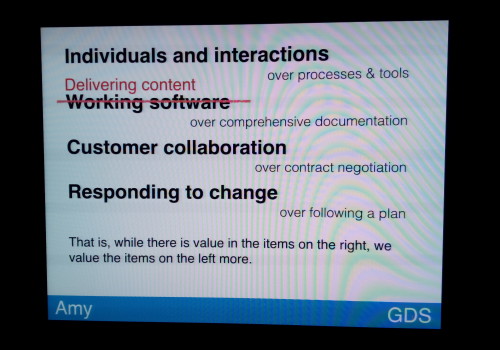 Individuals and interactions
over processes & tools
Delivering content
Working software
over comprehensive documentation
Customer collaboration
over contract negotiation
Responding to change
over following a plan
That is, while there is value in the items on the right, we
value the items on the left more.
Amy
GDS